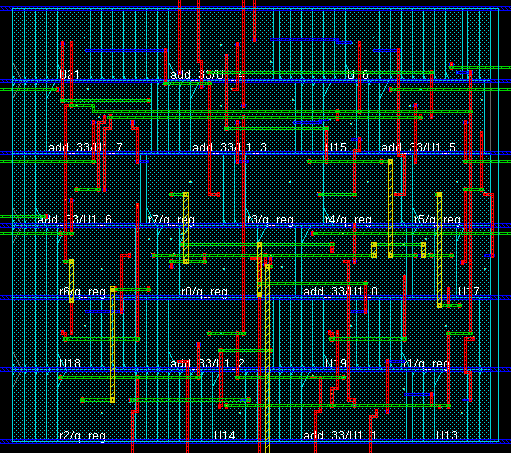 U21 add_33/U U16
add_33/U1_7 add_33/U1_3 U15 add_33/U1_5
add_33/U1_6 r7/q_reg r3/q_reg r4/q_reg r5/q_reg
r6/q_reg r0/q_reg add_33/U1_0 U17
U18 add_33/U1_2 U19 r1/q_reg
r2/q_reg U14 add_33/U1_1 U13